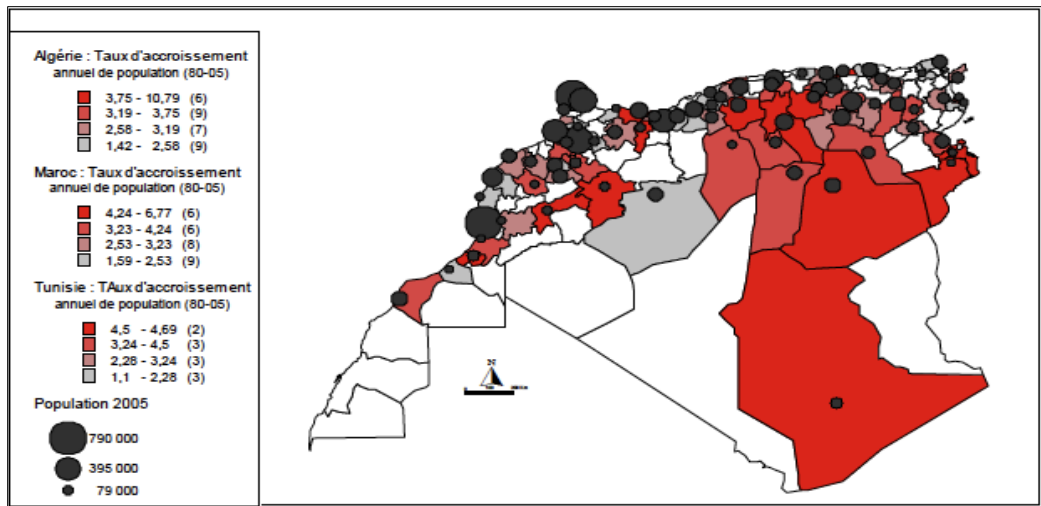 Algérie : Taux d'accroissement
annuel de population (80-05)
3,75 - 10,79 (6)
3,19 - 3,75 (9)
2,58 - 3,19 (7)
1,42 - 2,58 (9)
Maroc : Taux d'accroissement
annuel de population (80-05)
4,24 - 6,77 (6)
3,23 - 4,24 (6)
2,53 - 3,23 (8)
1,59 - 2,53 (9)
Tunisie : TAux d'accroissement
annuel de population (80-05)
4,5 - 4,69 (2)
3,24 - 4,5 (3)
2,28 - 3,24 (3)
1,1 - 2,28 (3)
Population 2005
790 000
395 000
79 000
N
0